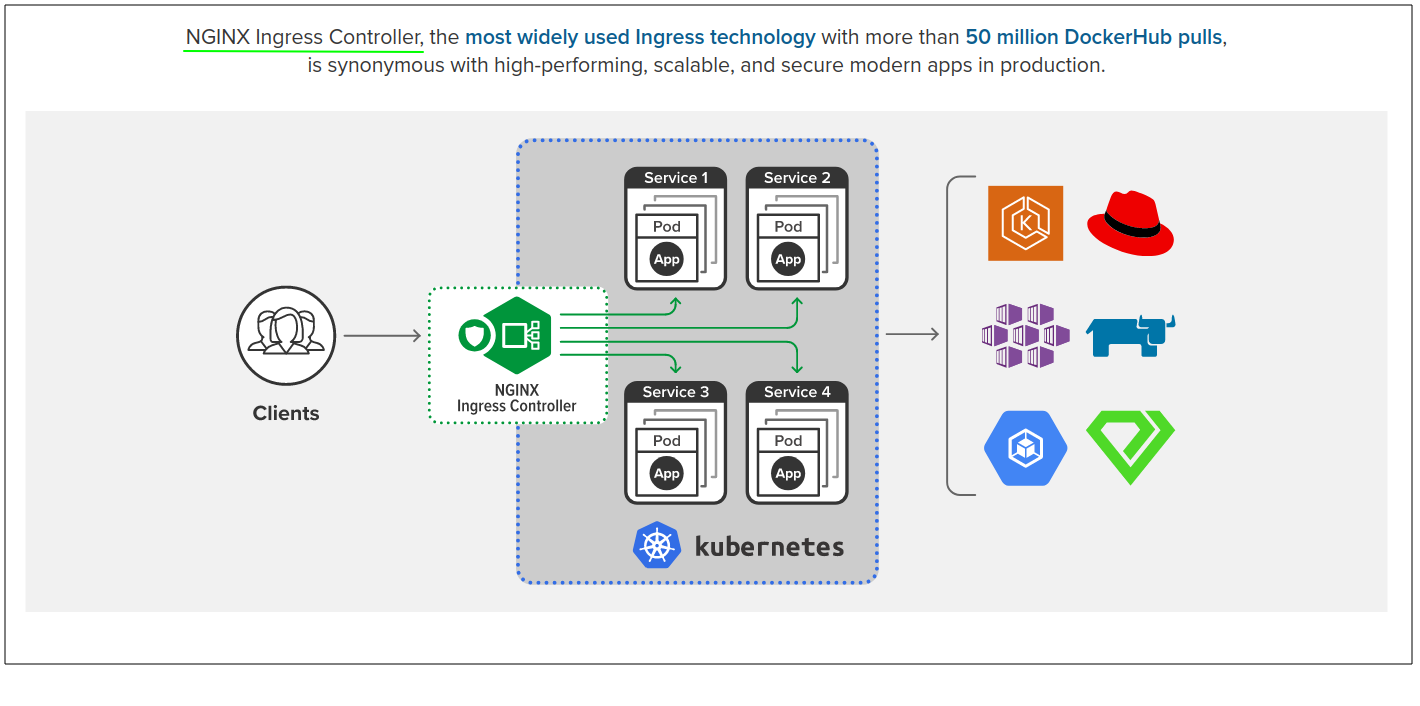 NGINX Ingress Controller, the most widely used Ingress technology with more than 50 million DockerHub pulls,
is synonymous with high-performing, scalable, and secure modern apps in production.
Service 1
Pod
App
Service 2
Pod
App
Clients
NGINX
Ingress Controller
Service 3
Pod
App
Service 4
Pod
App
kubernetes
K